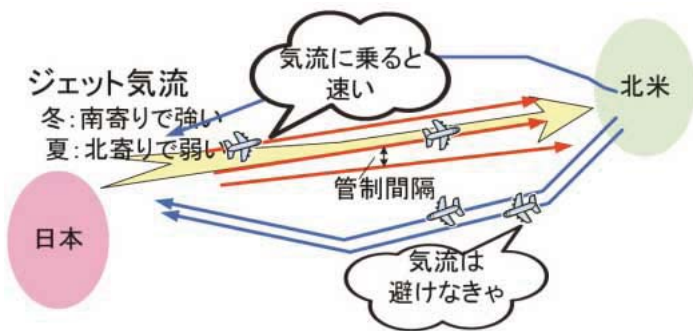 気流に乗ると
速い
ジェット気流
冬:南寄りで強い
夏:北寄りで弱い
北米
管制間隔
日本
気流は
避けなきゃ